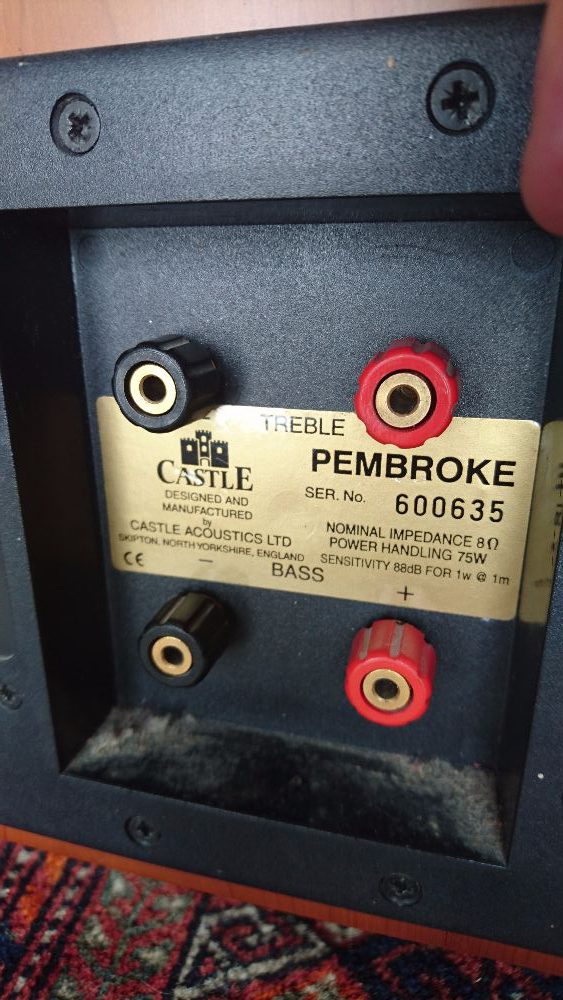 TREBLE
CASTLE
DESIGNED AND
MANUFACTURED
by
CASTLE ACOUSTICS LTD
SKIPTON, NORTH YORKSHIRE, ENGLAND
CE
PEMBROKE
SER. No. 600635
NOMINAL IMPEDANCE 8Ω
POWER HANDLING 75W
SENSITIVITY 88dB FOR 1w @ 1m
− BASS +